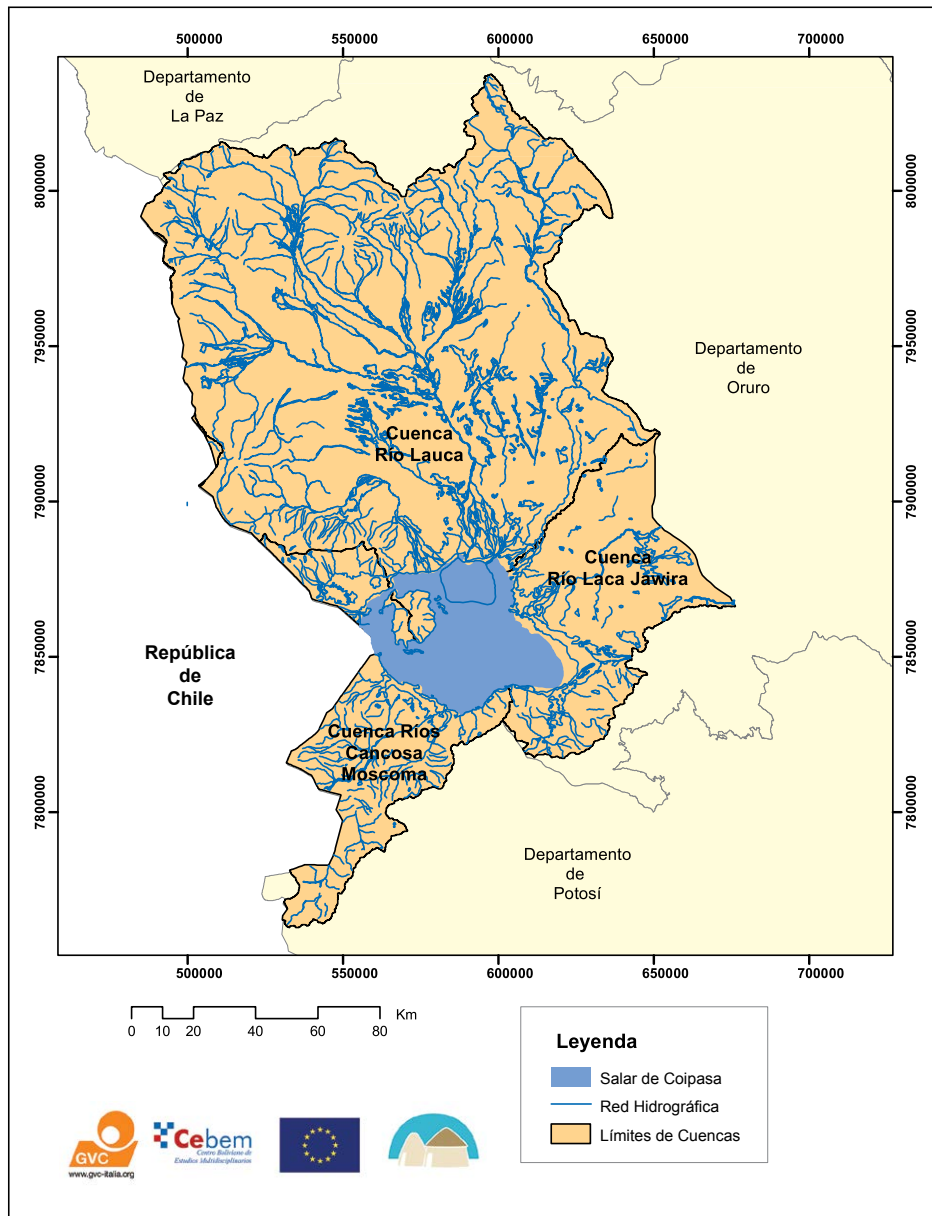 500000 550000 600000 650000 700000
Departamento
de
La Paz
8000000
8000000
7950000
7950000
Departamento
de
Oruro
Cuenca
Río Lauca
7900000
7900000
Cuenca
Río Laca Jawira
7850000
7850000
República
de
Chile
Cuenca Ríos
Cancosa
Moscoma
7800000
7800000
Departamento
de
Potosí
500000 550000 600000 650000 700000
0 10 20 40 60 80
Km
Leyenda
Salar de Coipasa
Red Hidrográfica
Límites de Cuencas
GVC
www.gvc-italia.org
Cebem
Centro Boliviano de
Estudios Multidisciplinarios